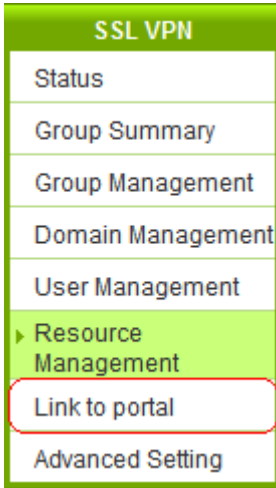 SSL VPN
Status
Group Summary
Group Management
Domain Management
User Management
Resource
Management
Link to portal
Advanced Setting